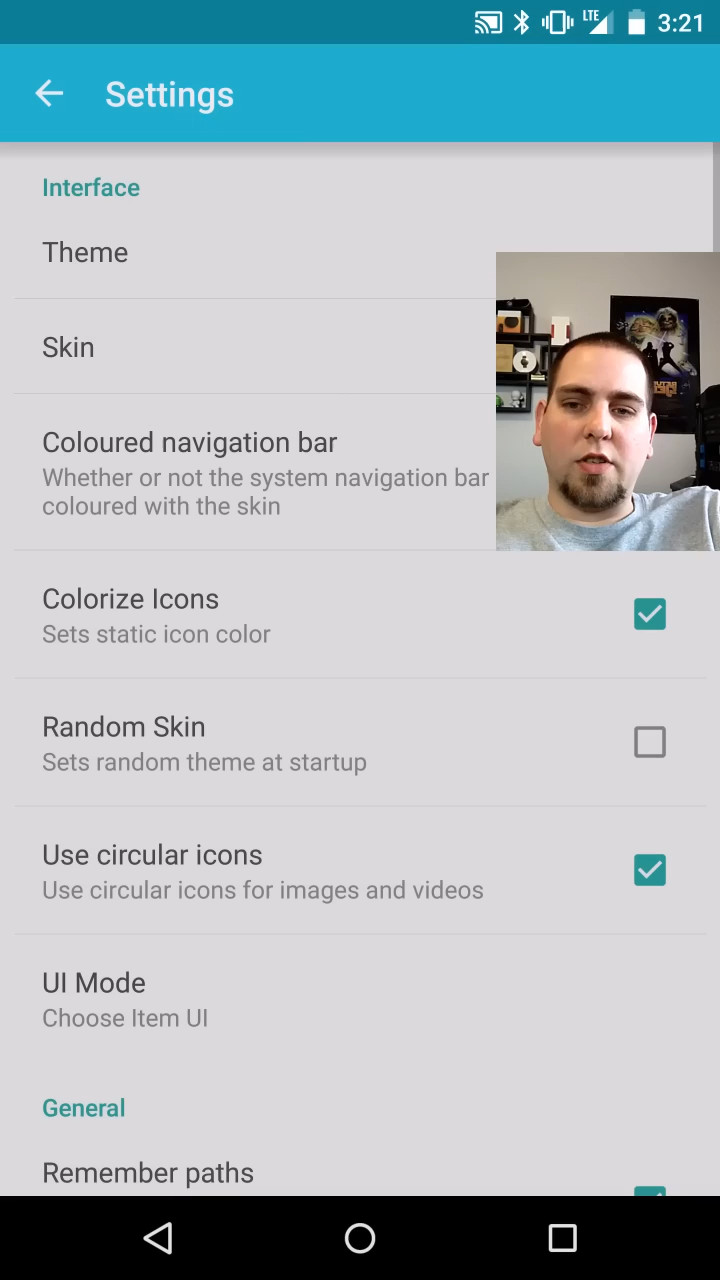 LTE 3:21
Settings
Interface
Theme
Skin
Coloured navigation bar
Whether or not the system navigation bar
coloured with the skin
Colorize Icons
Sets static icon color
Random Skin
Sets random theme at startup
Use circular icons
Use circular icons for images and videos
UI Mode
Choose Item UI
General
Remember paths